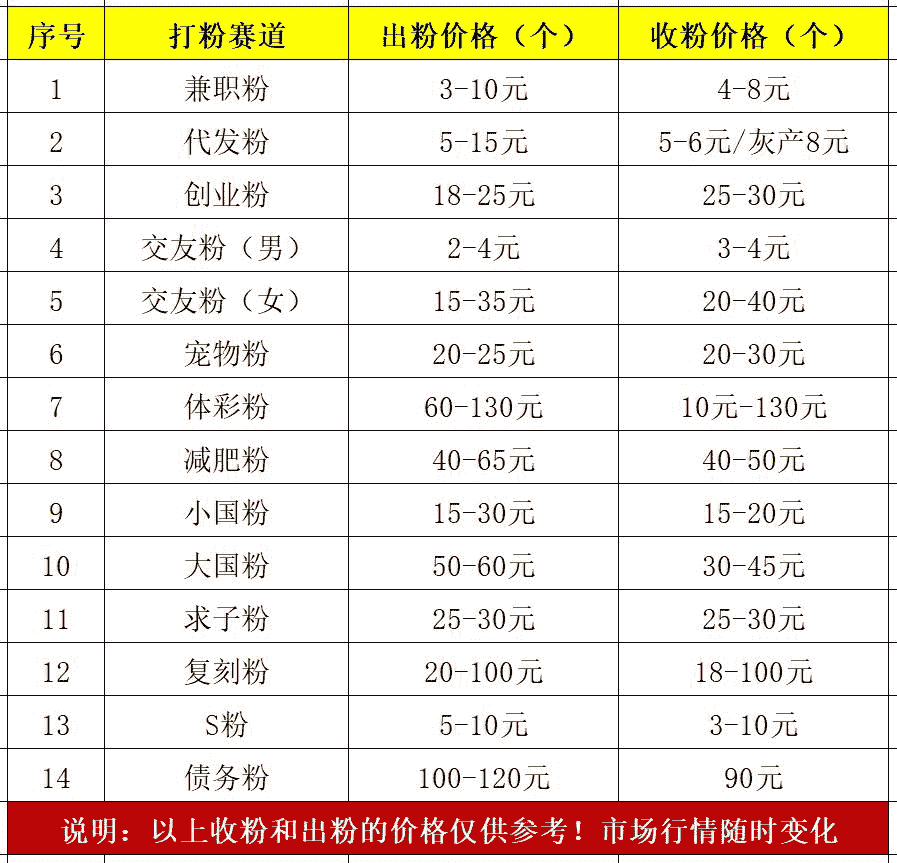 序号 打粉赛道 出粉价格（个） 收粉价格（个）
1 兼职粉 3-10元 4-8元
2 代发粉 5-15元 5-6元/灰产8元
3 创业粉 18-25元 25-30元
4 交友粉（男） 2-4元 3-4元
5 交友粉（女） 15-35元 20-40元
6 宠物粉 20-25元 20-30元
7 体彩粉 60-130元 10元-130元
8 减肥粉 40-65元 40-50元
9 小国粉 15-30元 15-20元
10 大国粉 50-60元 30-45元
11 求子粉 25-30元 25-30元
12 复刻粉 20-100元 18-100元
13 S粉 5-10元 3-10元
14 债务粉 100-120元 90元
说明：以上收粉和出粉的价格仅供参考！市场行情随时变化